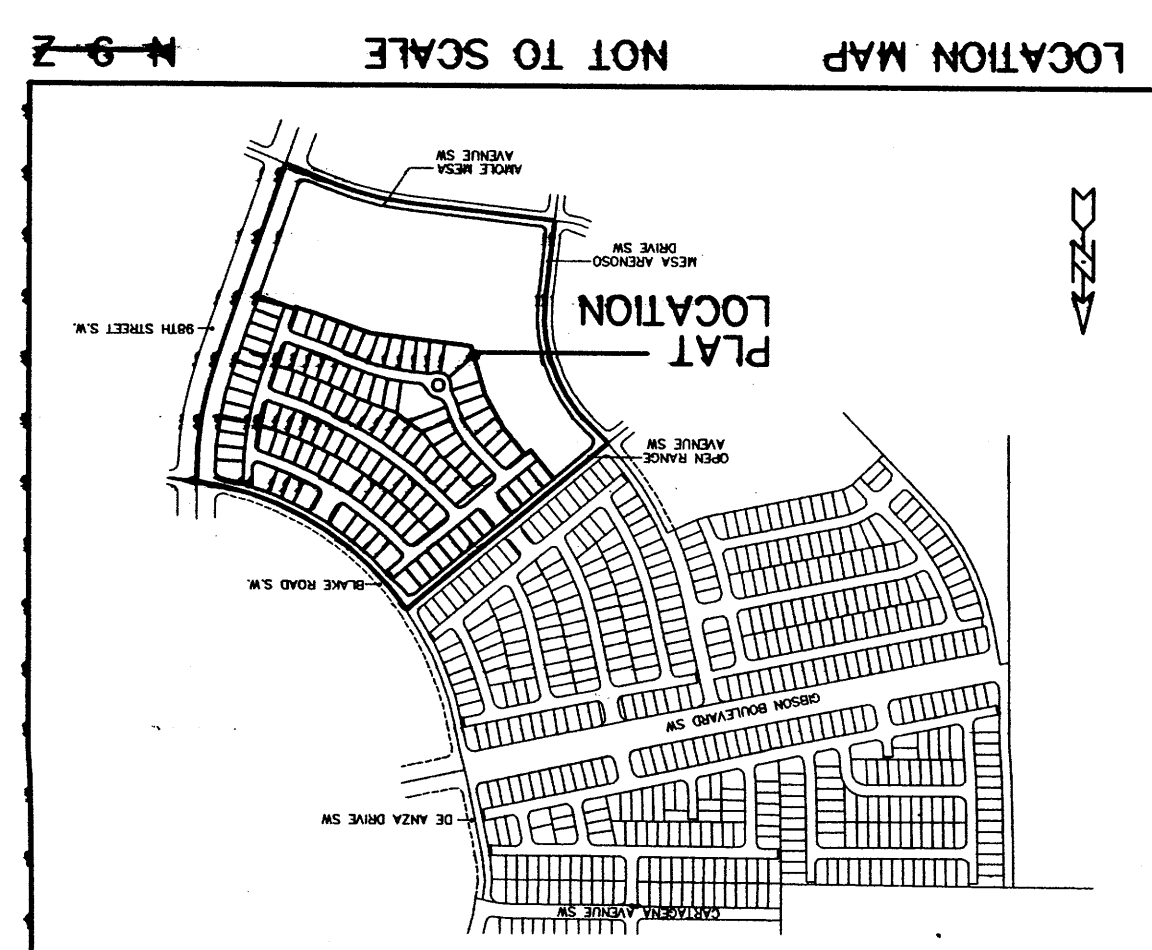 CARTAGENA AVENUE SW
DE ANZA DRIVE SW
GIBSON BOULEVARD SW
BLAKE ROAD S.W.
OPEN RANGE
AVENUE SW
PLAT
LOCATION
98TH STREET S.W.
N
MESA ARENOSO
DRIVE SW
AMOLE MESA
AVENUE SW
LOCATION MAP
NOT TO SCALE
N-9-Z